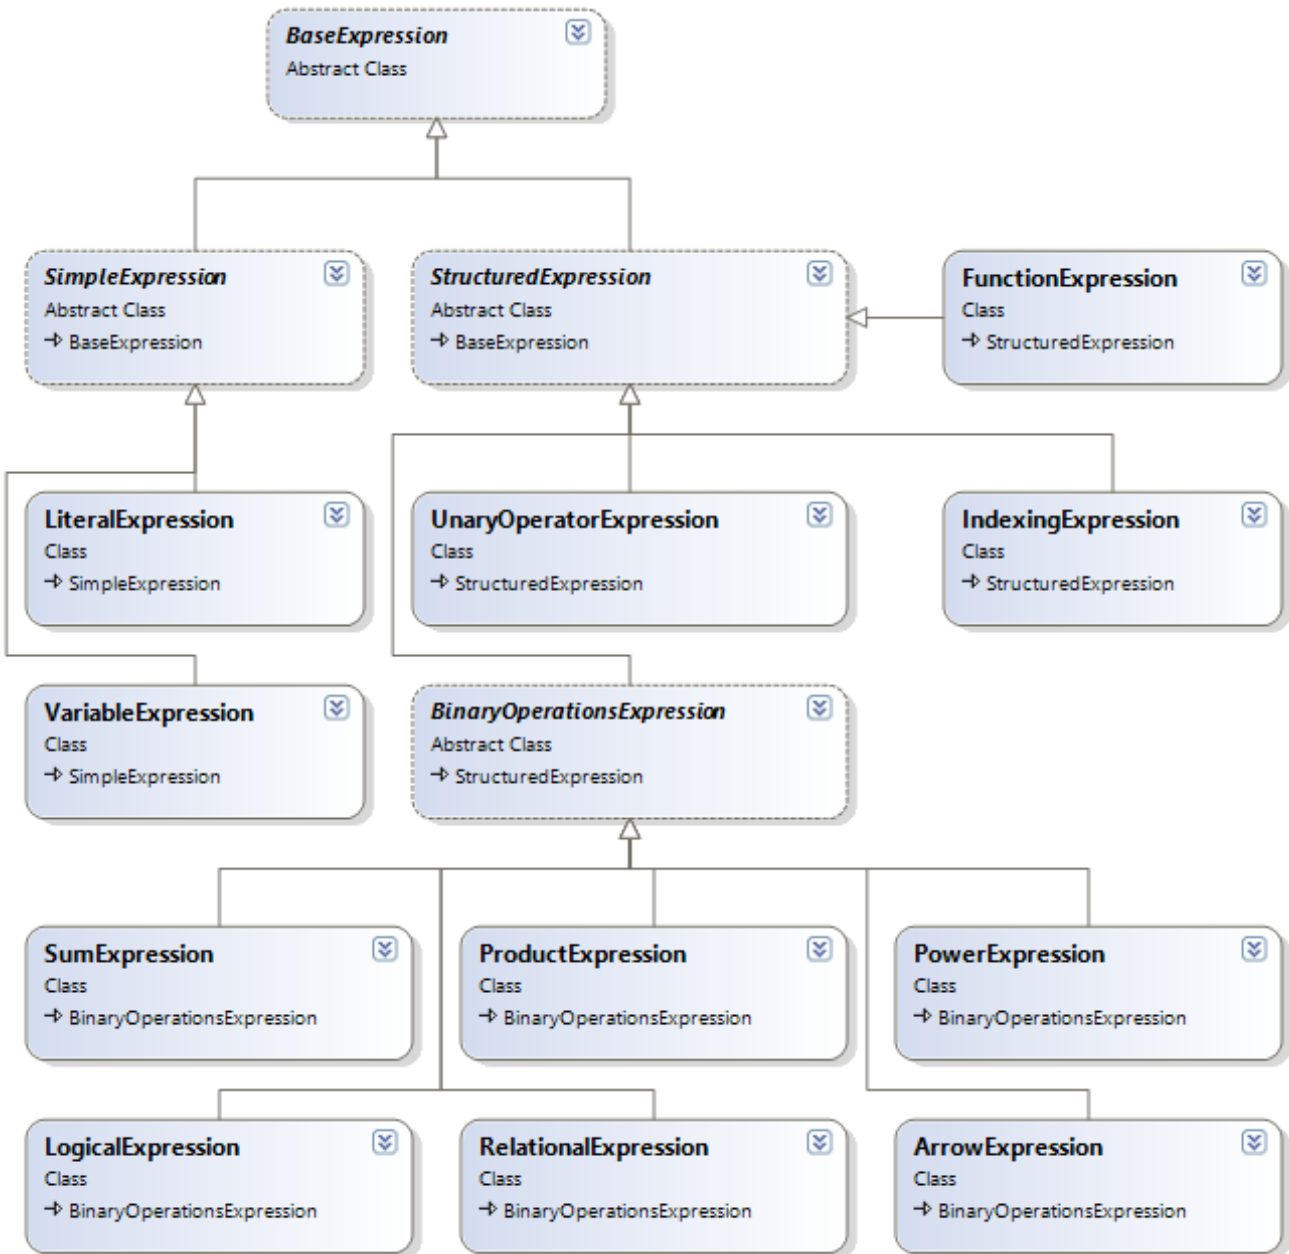 BaseExpression
Abstract Class
SimpleExpression
Abstract Class
BaseExpression
StructuredExpression
Abstract Class
BaseExpression
FunctionExpression
Class
StructuredExpression
LiteralExpression
Class
SimpleExpression
UnaryOperatorExpression
Class
StructuredExpression
IndexingExpression
Class
StructuredExpression
VariableExpression
Class
SimpleExpression
BinaryOperationsExpression
Abstract Class
StructuredExpression
SumExpression
Class
BinaryOperationsExpression
ProductExpression
Class
BinaryOperationsExpression
PowerExpression
Class
BinaryOperationsExpression
LogicalExpression
Class
BinaryOperationsExpression
RelationalExpression
Class
BinaryOperationsExpression
ArrowExpression
Class
BinaryOperationsExpression